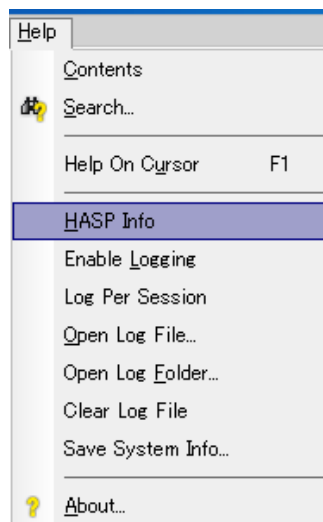 Help
Contents
Search...
Help On Cursor F1
HASP Info
Enable Logging
Log Per Session
Open Log File...
Open Log Folder...
Clear Log File
Save System Info...
About...